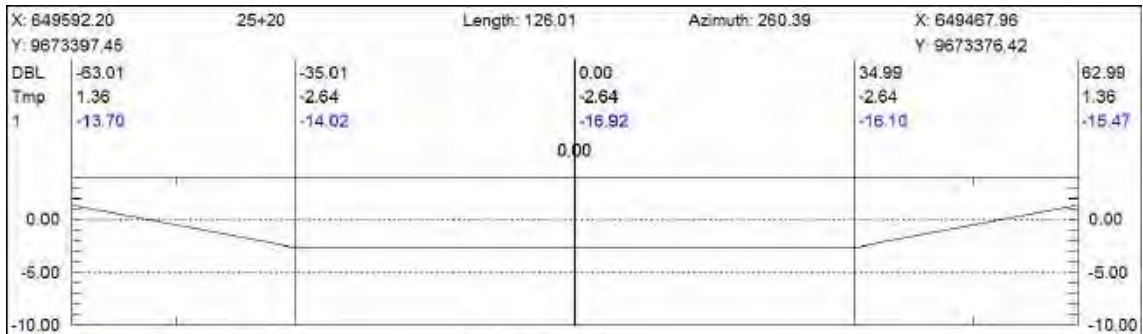 X: 649592.20 25+20 Length: 126.01 Azimuth: 260.39 X: 649467.96
Y: 9673397.45 Y: 9673376.42
DBL -63.01 -35.01 0.00 34.99 62.99
Tmp 1.36 -2.64 -2.64 -2.64 1.36
1 -13.70 -14.02 -16.92 -16.10 -15.47
0.00
0.00 0.00
-5.00 -5.00
-10.00 -10.00